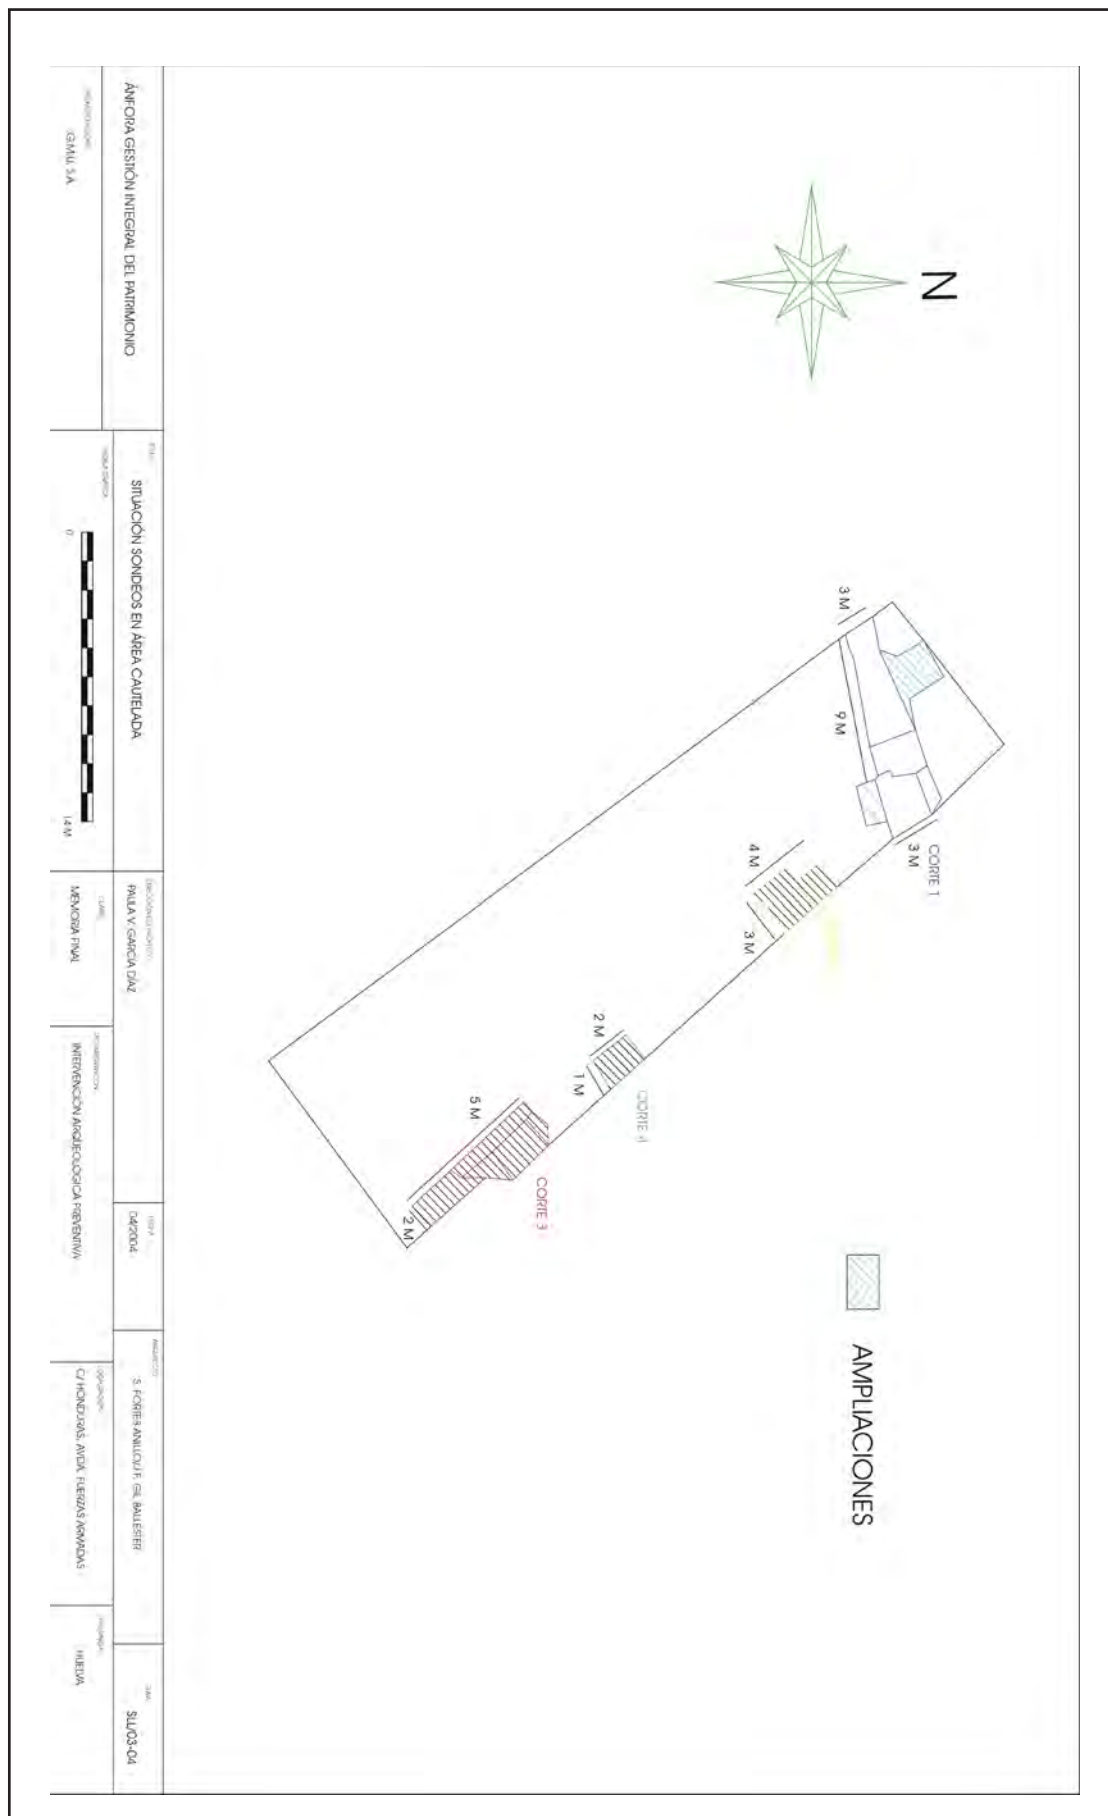 N
3 M
9 M
3 M
CORTE 1
4 M
3 M
2 M
1 M
CORTE 4
5 M
2 M
CORTE 3
AMPLIACIONES
ÁNFORA GESTIÓN INTEGRAL DEL PATRIMONIO
G.M.U. S.A.
SITUACIÓN SONDEOS EN ÁREA CAUTELADA
0
14 M
PAULA V. GARCÍA DÍAZ
MEMORIA FINAL
INTERVENCIÓN ARQUEOLÓGICA PREVENTIVA
04/2004
S. FORTES ANILLO/J.F. GIL BALLESTER
C/ HONDURAS, AVDA. FUERZAS ARMADAS
SLL/03-04
HUELVA